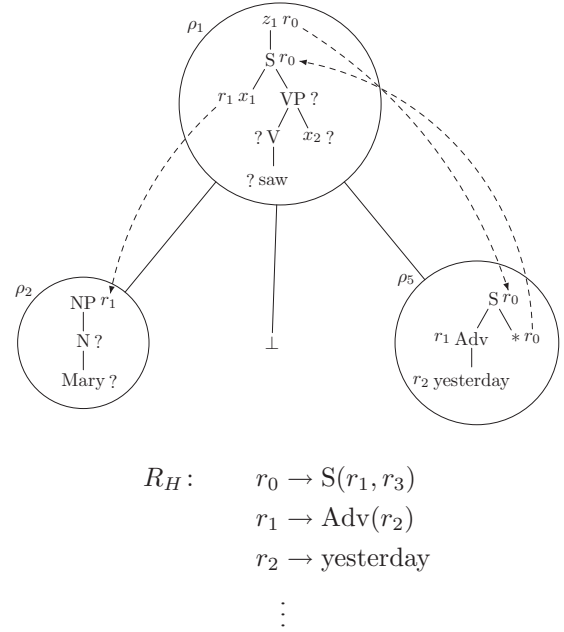 ρ₁
z₁ r₀
S r₀
r₁ x₁ VP ?
? V x₂ ?
? saw
ρ₂
NP r₁
N ?
Mary ?
⊥
ρ₅
S r₀
r₁ Adv * r₀
r₂ yesterday
R_H : r₀ → S(r₁, r₃)
r₁ → Adv(r₂)
r₂ → yesterday
⋮